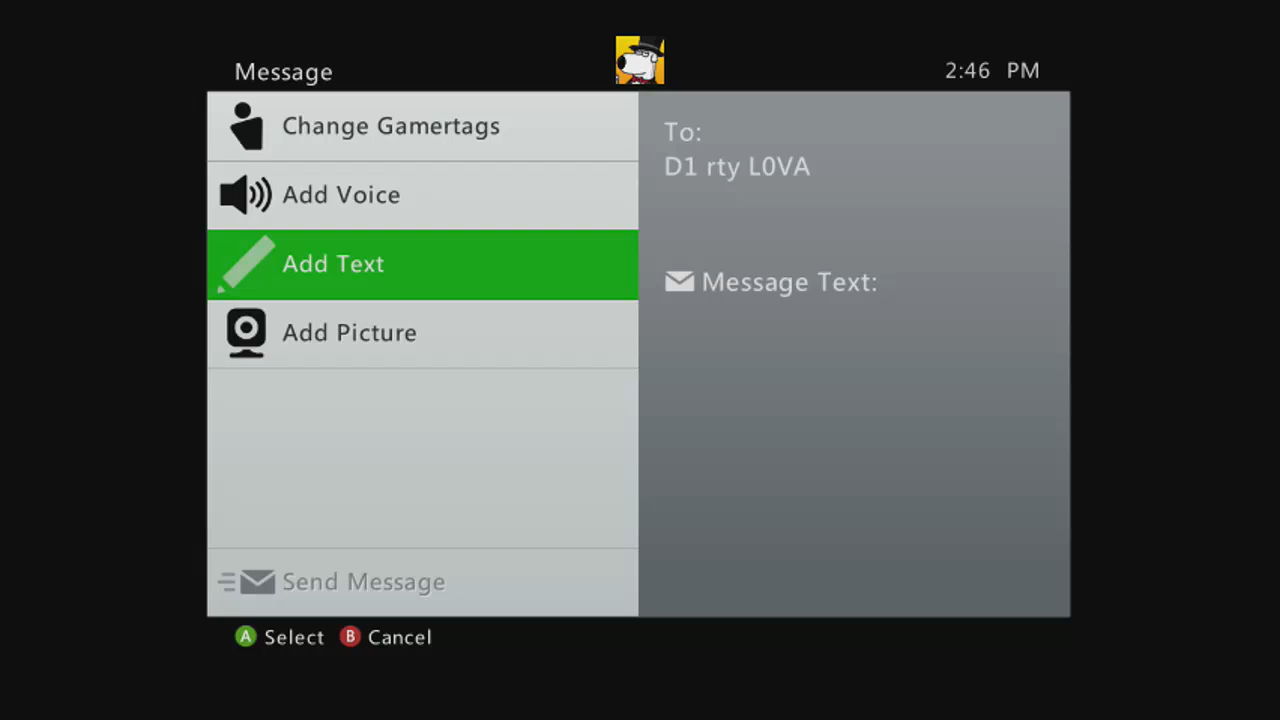 Message
2:46 PM
Change Gamertags
Add Voice
Add Text
Add Picture
Send Message
To:
D1 rty L0VA
Message Text:
A Select B Cancel